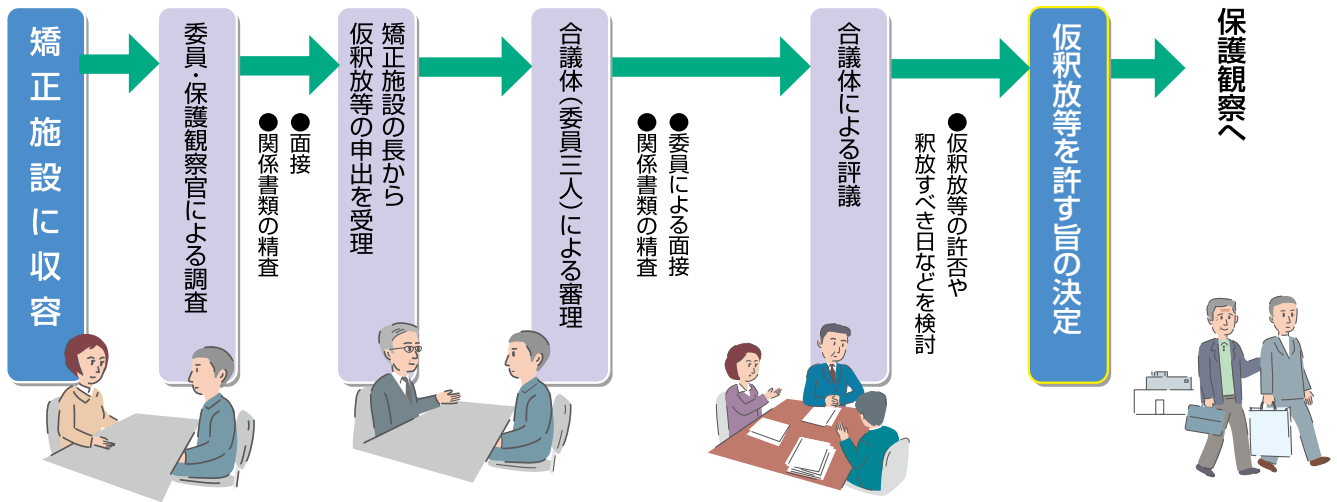 矯正施設に収容
委員・保護観察官による調査
●面接
●関係書類の精査
矯正施設の長から
仮釈放等の申出を受理
合議体（委員三人）による審理
●委員による面接
●関係書類の精査
合議体による評議
●仮釈放等の許否や
釈放すべき日などを検討
仮釈放等を許す旨の決定
保護観察へ